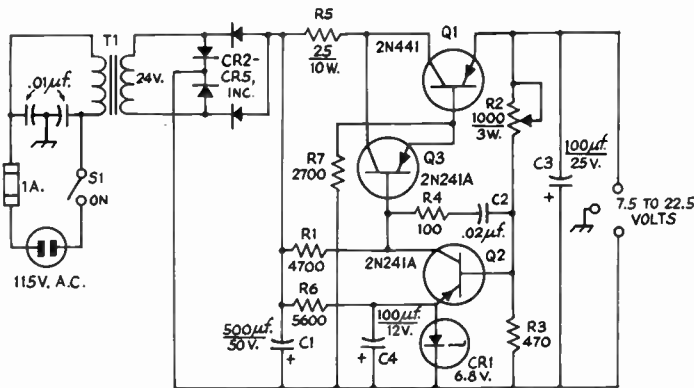 T1
.01µf.
24V.
CR2-
CR5,
INC.
1A.
S1
ON
115V. A.C.
R5
25
10W.
Q1
2N441
R2
1000
3W.
R7
2700
Q3
2N241A
R4
100
C2
.02µf.
C3
100µf.
25V.
+
7.5 TO 22.5
VOLTS
R1
4700
2N241A
Q2
R6
5600
500µf.
50V.
C1
+
100µf.
12V.
C4
+
CR1
6.8V.
R3
470